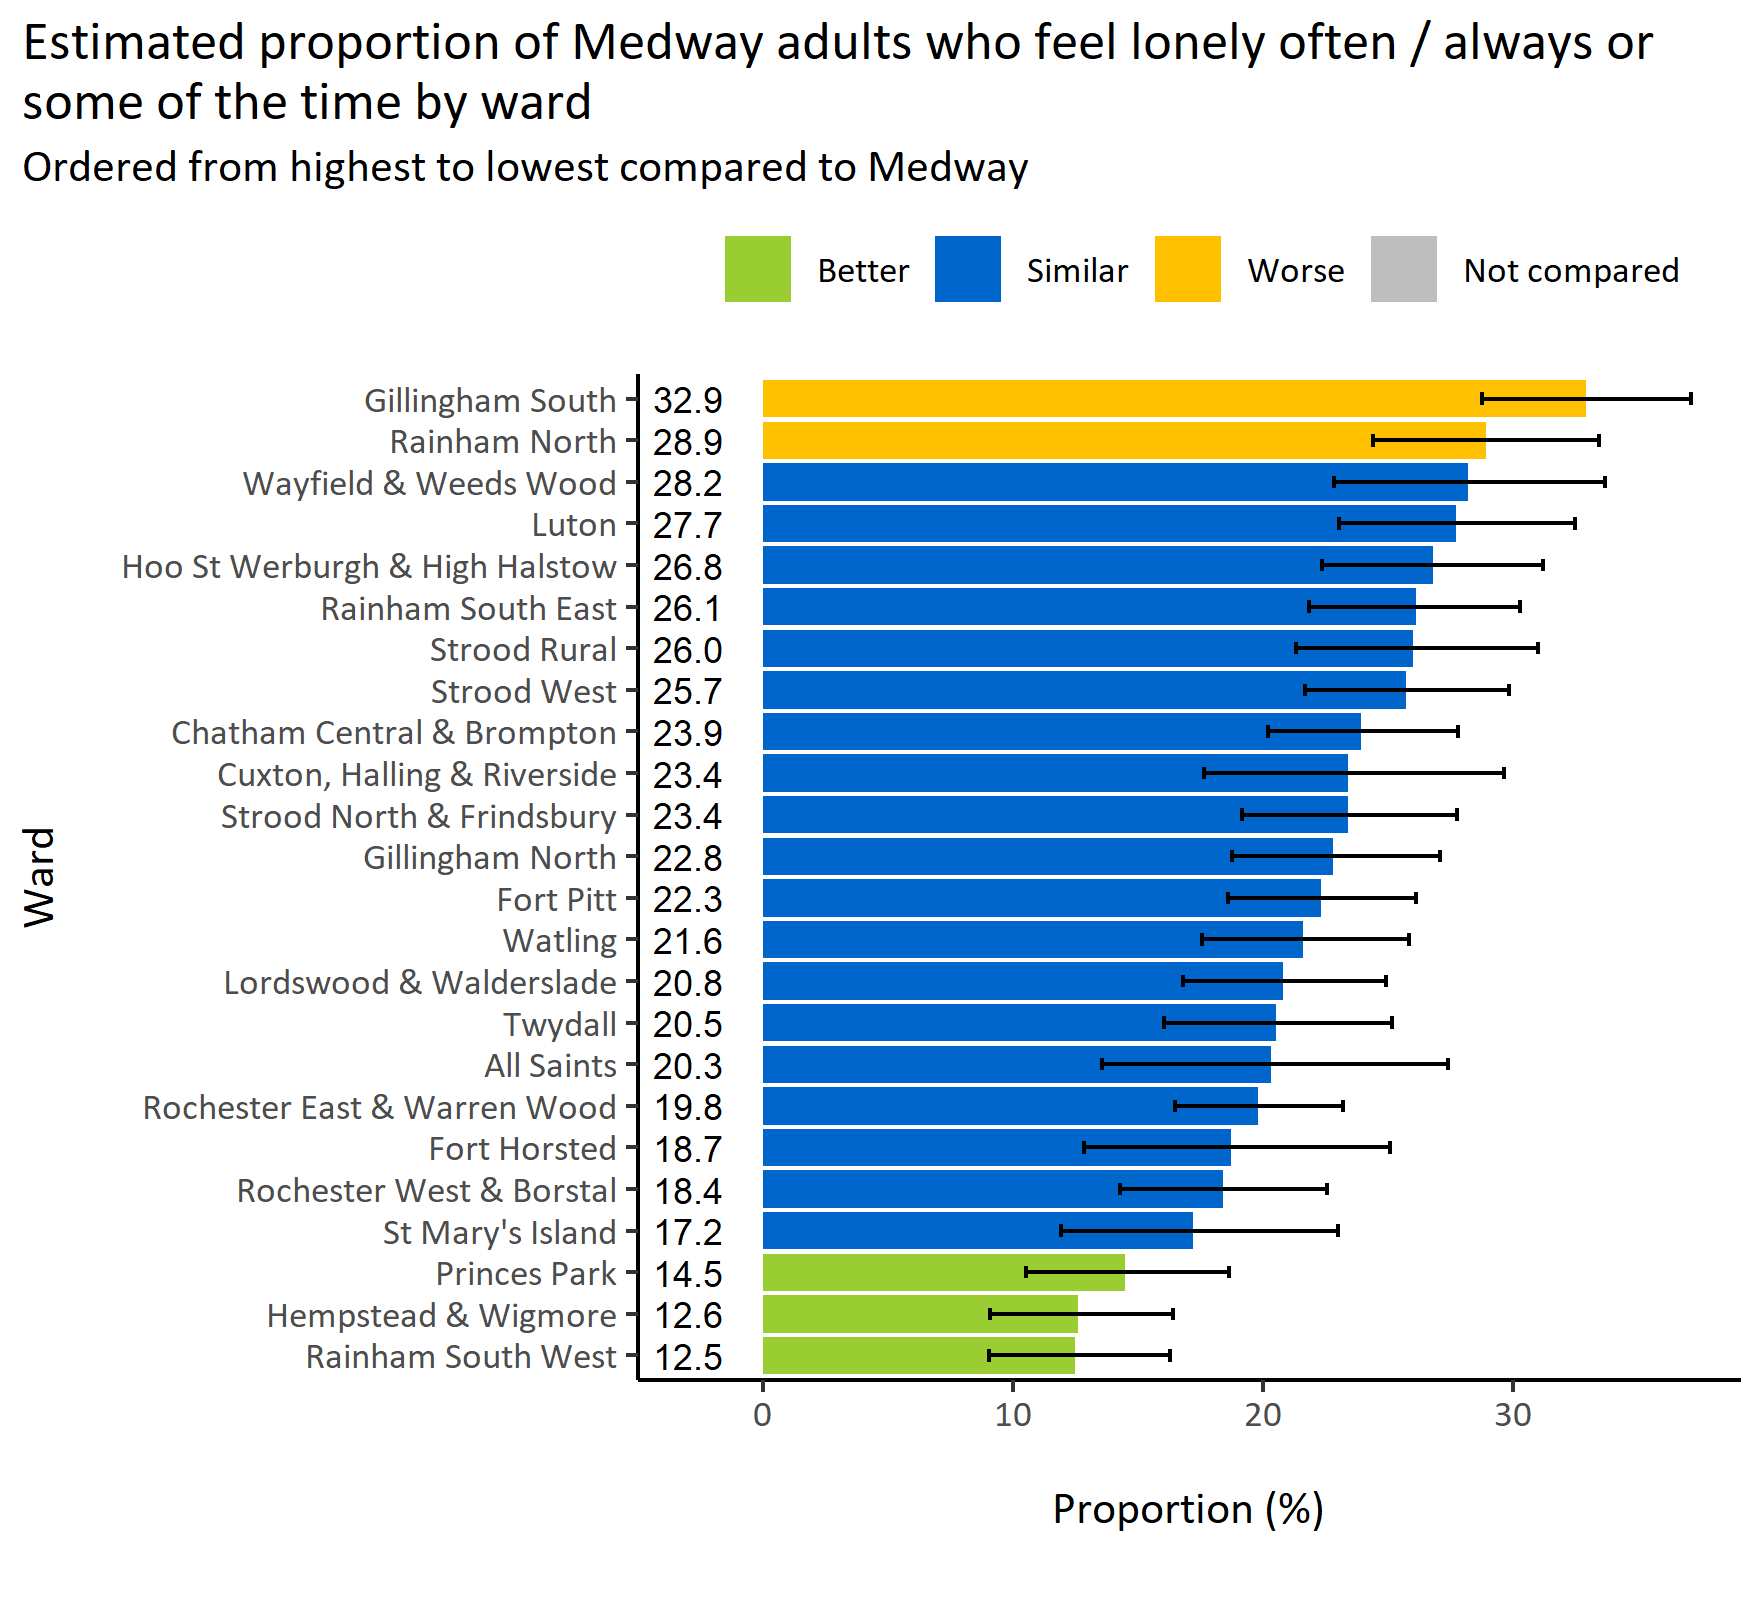 Estimated proportion of Medway adults who feel lonely often / always or
some of the time by ward
Ordered from highest to lowest compared to Medway
Better Similar Worse Not compared
Gillingham South 32.9
Rainham North 28.9
Wayfield & Weeds Wood 28.2
Luton 27.7
Hoo St Werburgh & High Halstow 26.8
Rainham South East 26.1
Strood Rural 26.0
Strood West 25.7
Chatham Central & Brompton 23.9
Cuxton, Halling & Riverside 23.4
Strood North & Frindsbury 23.4
Gillingham North 22.8
Fort Pitt 22.3
Watling 21.6
Lordswood & Walderslade 20.8
Twydall 20.5
All Saints 20.3
Rochester East & Warren Wood 19.8
Fort Horsted 18.7
Rochester West & Borstal 18.4
St Mary's Island 17.2
Princes Park 14.5
Hempstead & Wigmore 12.6
Rainham South West 12.5
Ward
0 10 20 30
Proportion (%)